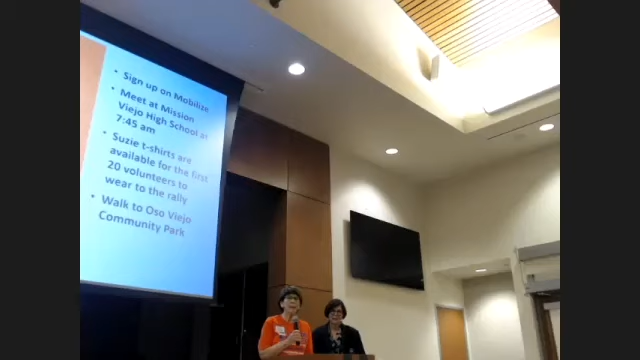 • Sign up on Mobilize
• Meet at Mission
Viejo High School at
7:45 am
• Suzie t-shirts are
available for the first
20 volunteers to
wear to the rally
• Walk to Oso Viejo
Community Park